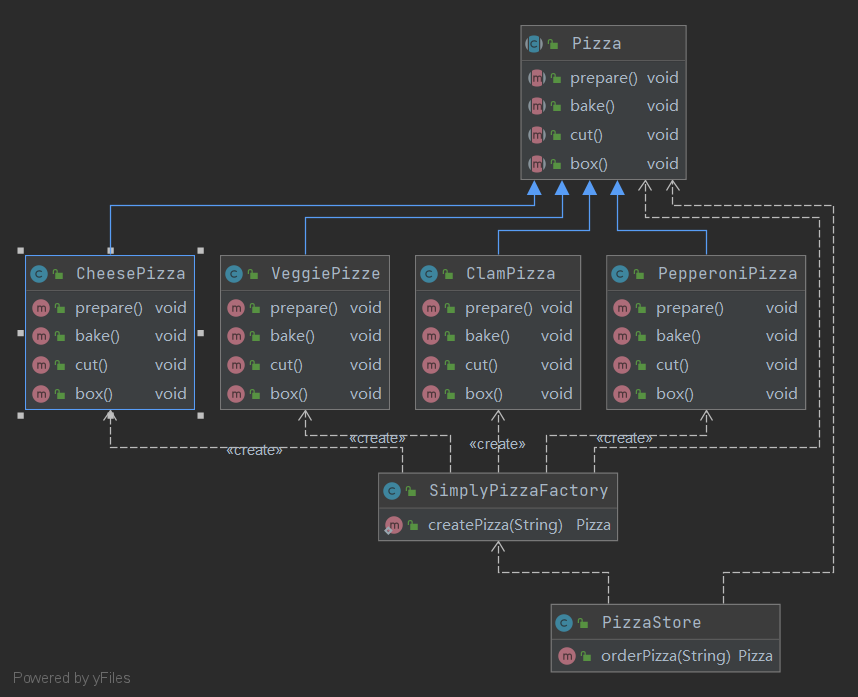 Pizza
prepare() void
bake() void
cut() void
box() void
CheesePizza
prepare() void
bake() void
cut() void
box() void
VeggiePizze
prepare() void
bake() void
cut() void
box() void
ClamPizza
prepare() void
bake() void
cut() void
box() void
PepperoniPizza
prepare() void
bake() void
cut() void
box() void
«create»
«create»
«create»
«create»
SimplyPizzaFactory
createPizza(String) Pizza
PizzaStore
orderPizza(String) Pizza
Powered by yFiles